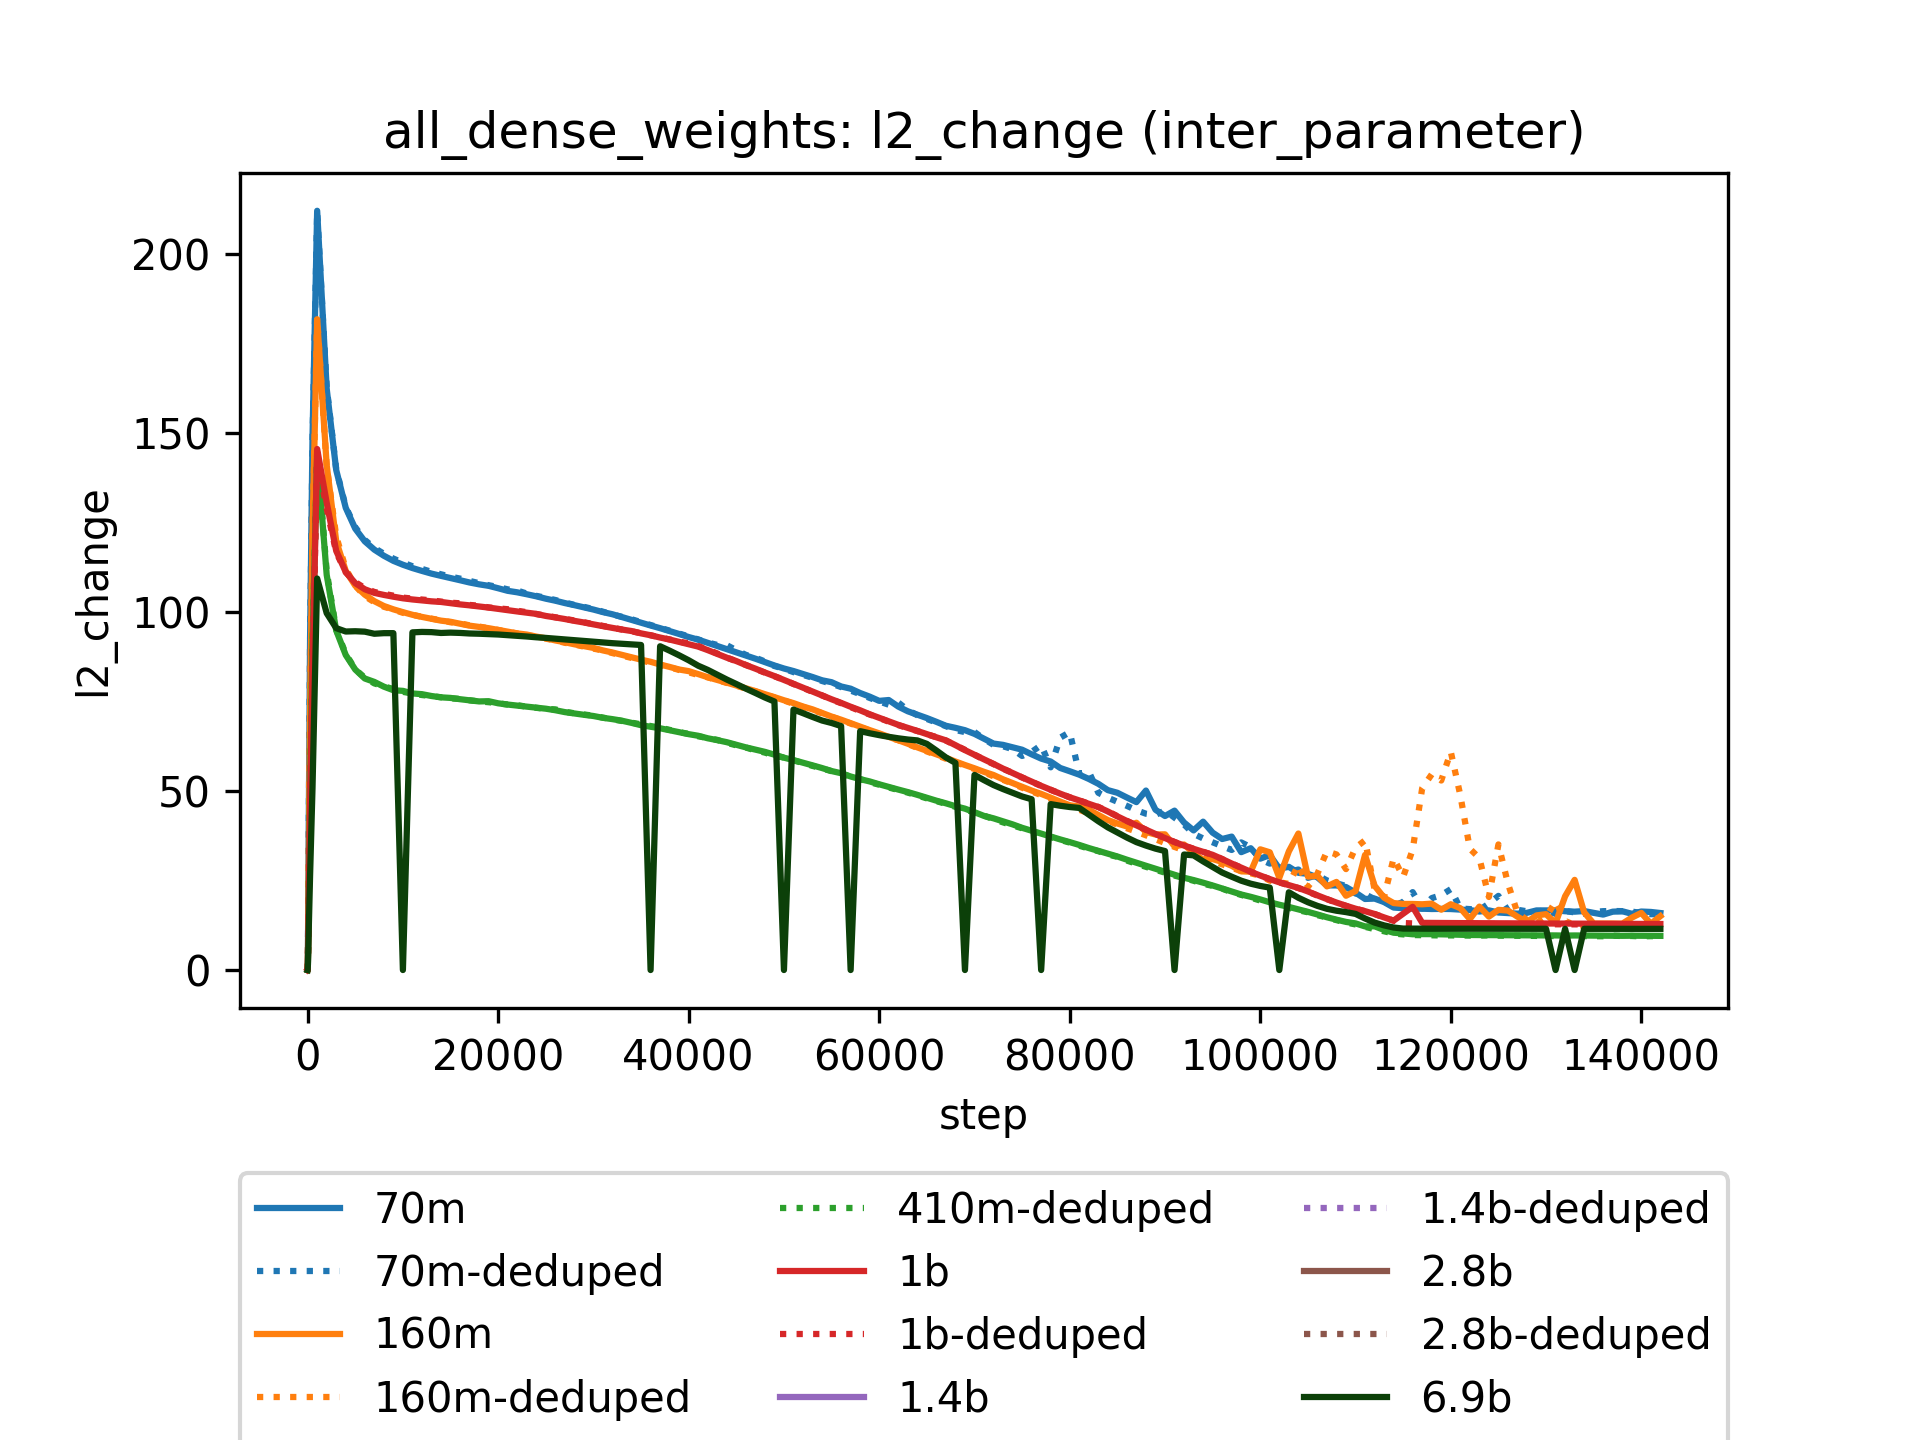 all_dense_weights: l2_change (inter_parameter)
l2_change
200
150
100
50
0
0 20000 40000 60000 80000 100000 120000 140000
step
70m 410m-deduped 1.4b-deduped
70m-deduped 1b 2.8b
160m 1b-deduped 2.8b-deduped
160m-deduped 1.4b 6.9b